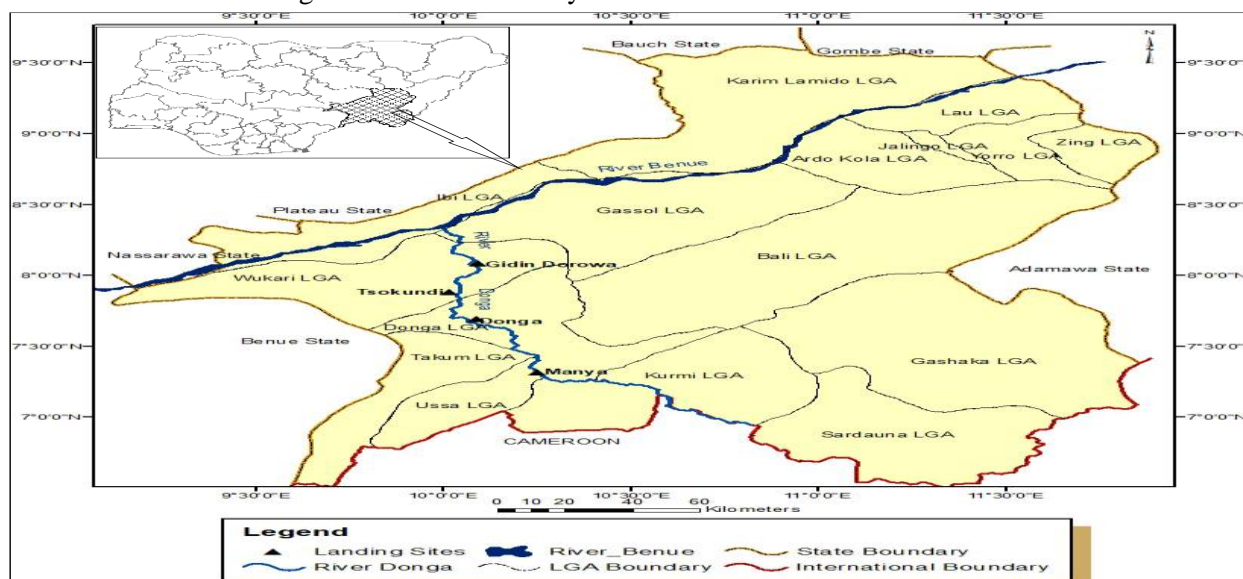 9°30'0"E 10°0'0"E 10°30'0"E 11°0'0"E 11°30'0"E
Bauch State
Gombe State
N
9°30'0"N
9°30'0"N
Karim Lamido LGA
Lau LGA
9°0'0"N
9°0'0"N
Jalingo LGA
Zing LGA
Ardo Kola LGA
Yorro LGA
River Benue
Ibi LGA
8°30'0"N
Plateau State
Gassol LGA
8°30'0"N
River
Nassarawa State
Gidin Dorowa
Bali LGA
Adamawa State
8°0'0"N
Wukari LGA
8°0'0"N
Tsokundi
Donga
Donga
Donga LGA
Benue State
7°30'0"N
Takum LGA
7°30'0"N
Gashaka LGA
Manya
Kurmi LGA
Ussa LGA
7°0'0"N
7°0'0"N
CAMEROON
Sardauna LGA
9°30'0"E 10°0'0"E 10°30'0"E 11°0'0"E 11°30'0"E
0 10 20 40 60
Kilometers
Legend
Landing Sites River_Benue State Boundary
River Donga LGA Boundary International Boundary